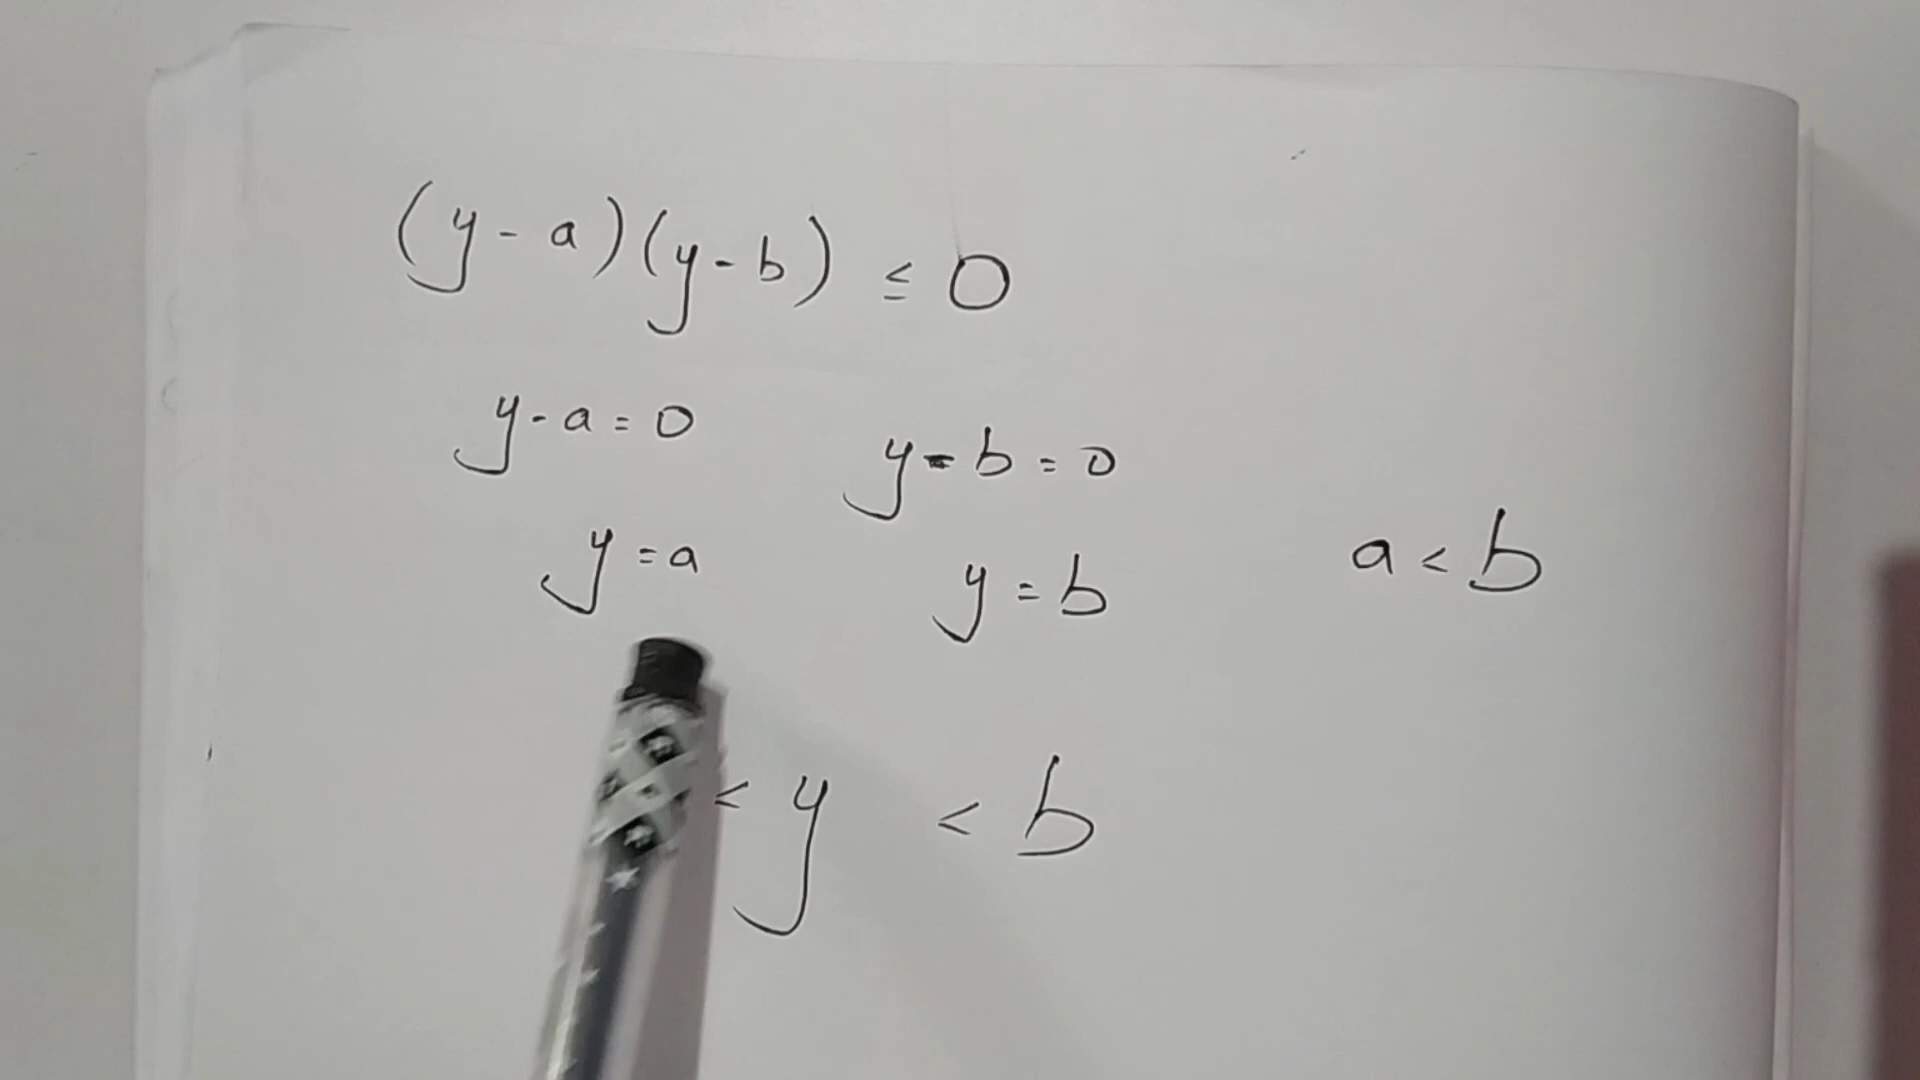 (y - a)(y - b) ≤ 0
y - a = 0 y - b = 0
y = a y = b a < b
< y < b